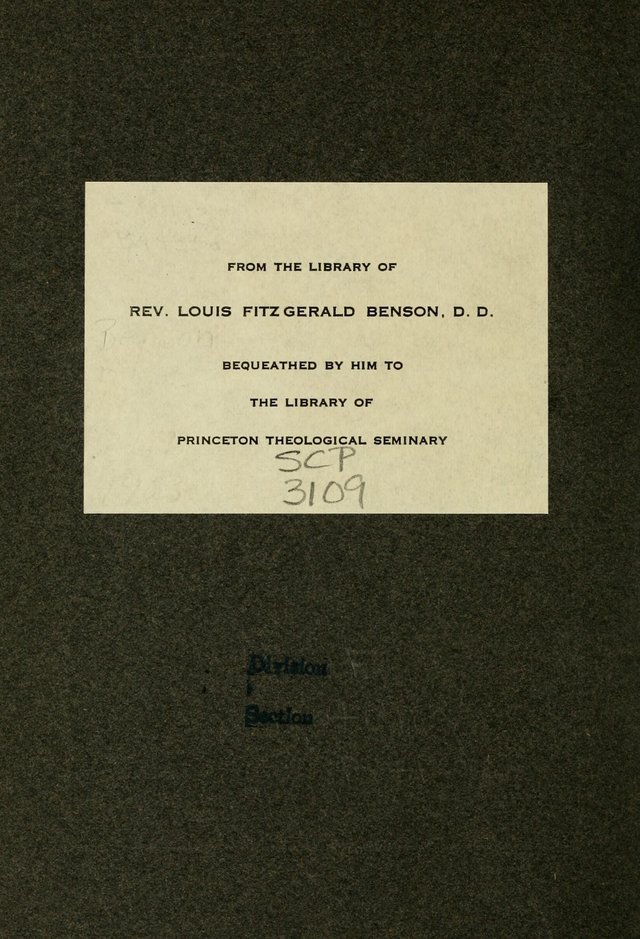 FROM THE LIBRARY OF
REV. LOUIS FITZGERALD BENSON, D. D.
BEQUEATHED BY HIM TO
THE LIBRARY OF
PRINCETON THEOLOGICAL SEMINARY
SCP
3109
Division
Section